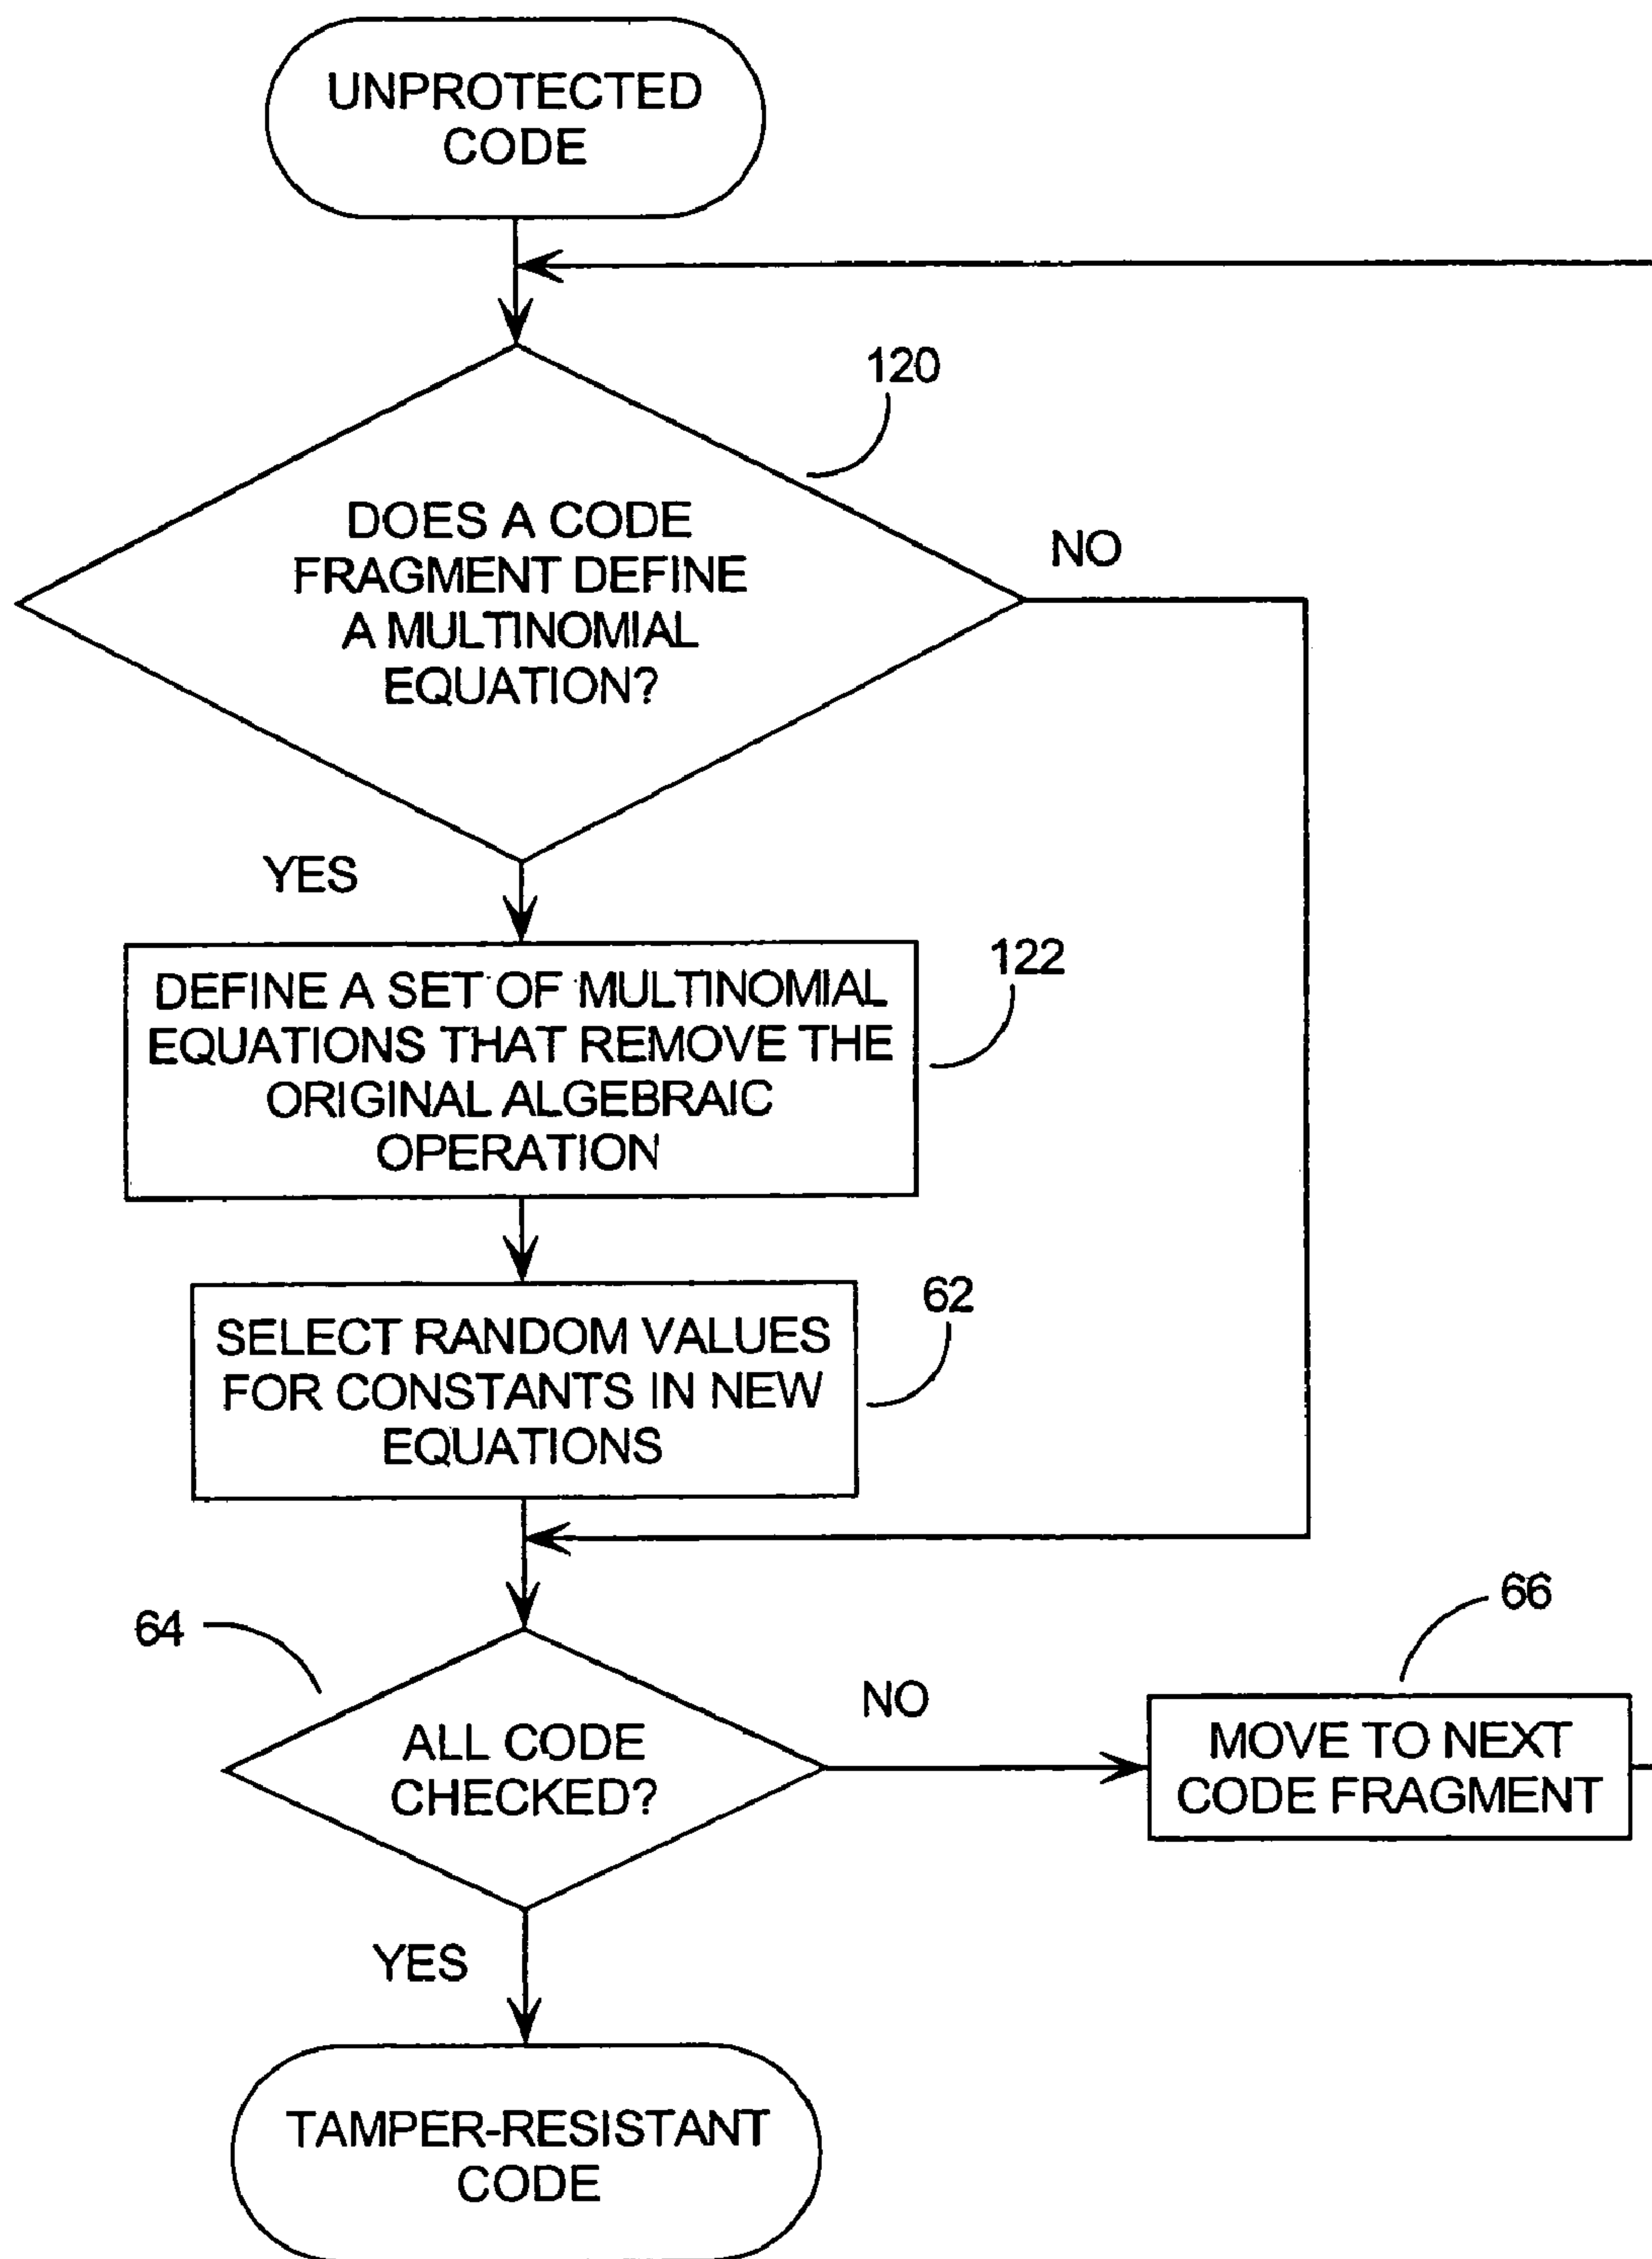 UNPROTECTED
CODE
120
DOES A CODE
FRAGMENT DEFINE
A MULTINOMIAL
EQUATION?
NO
YES
122
DEFINE A SET OF MULTINOMIAL
EQUATIONS THAT REMOVE THE
ORIGINAL ALGEBRAIC
OPERATION
62
SELECT RANDOM VALUES
FOR CONSTANTS IN NEW
EQUATIONS
64
ALL CODE
CHECKED?
NO
66
MOVE TO NEXT
CODE FRAGMENT
YES
TAMPER-RESISTANT
CODE